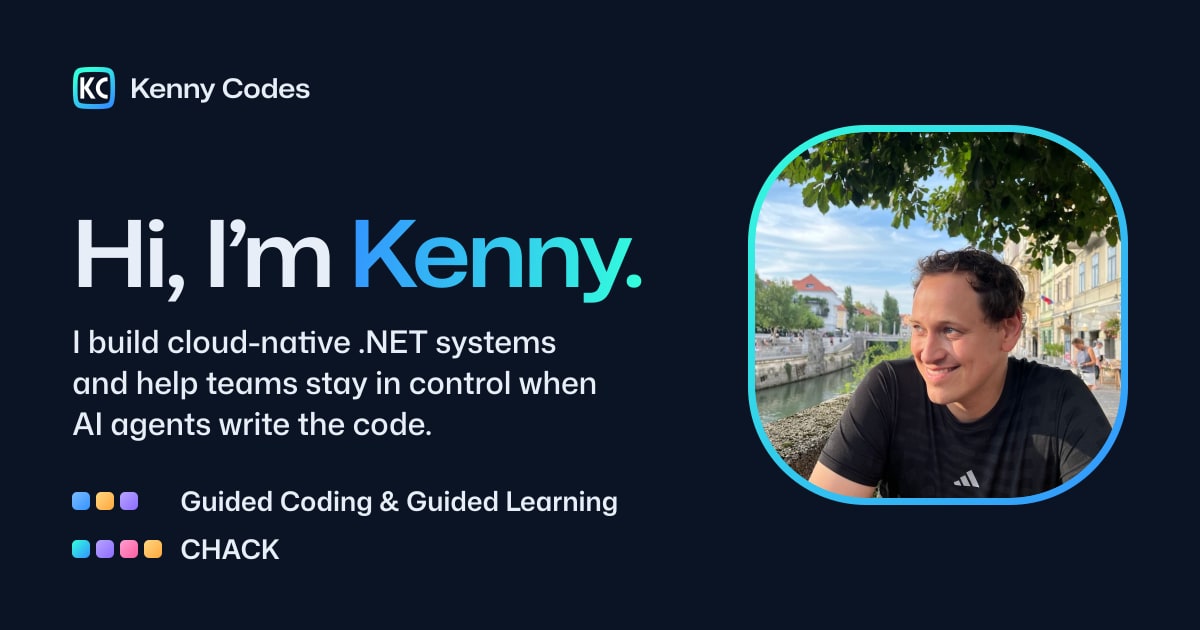 KC Kenny Codes
Hi, I’m Kenny.
I build cloud-native .NET systems
and help teams stay in control when
AI agents write the code.
Guided Coding & Guided Learning
CHACK